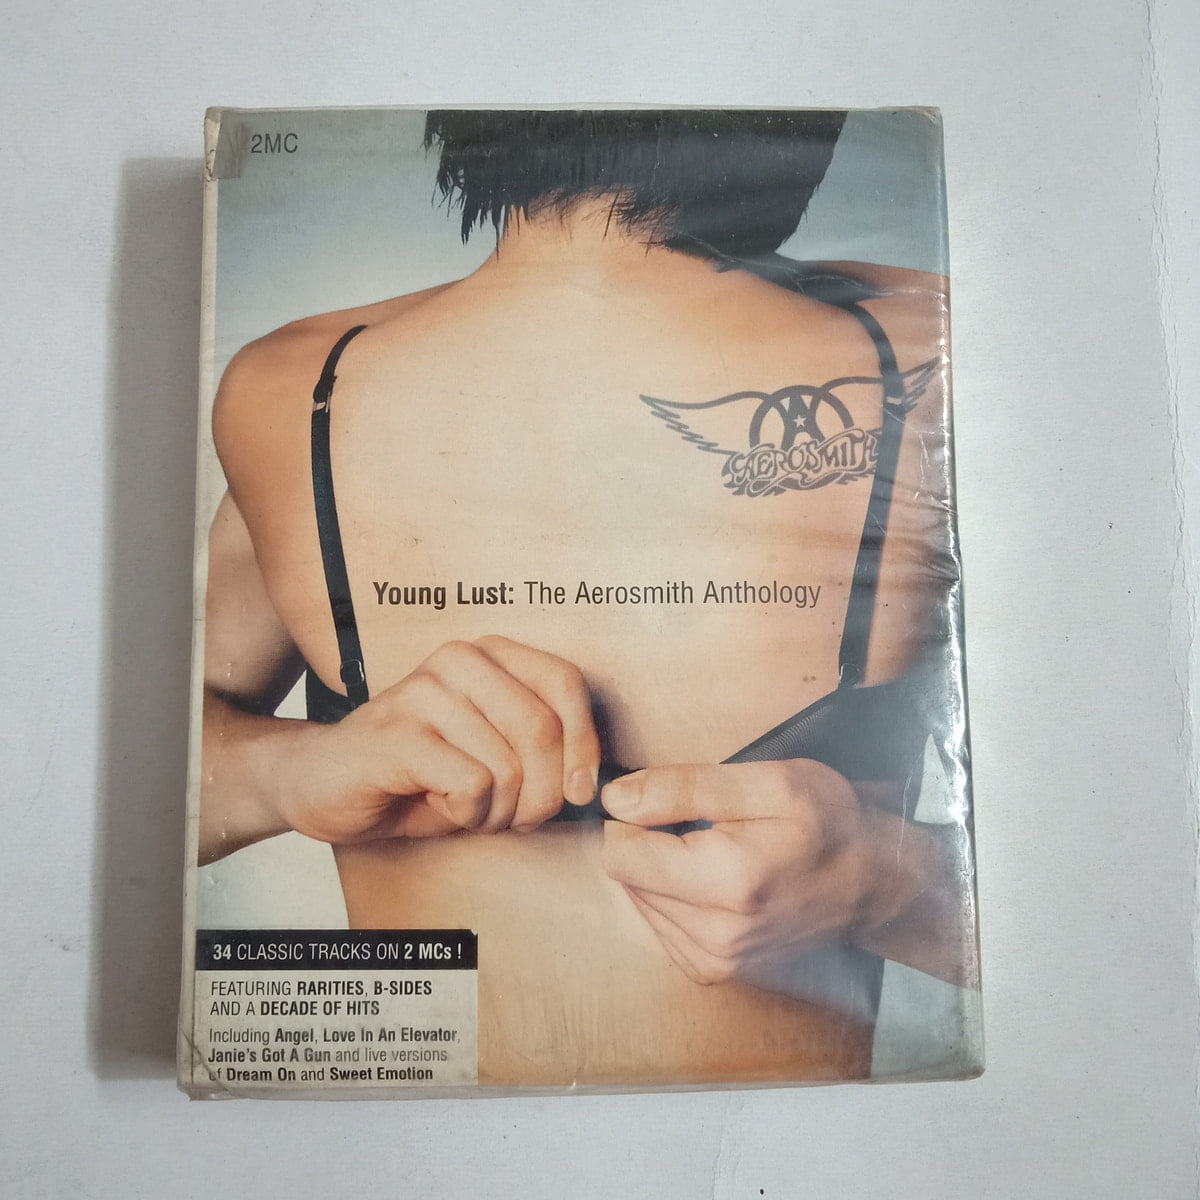 2MC
A
AEROSMITH
Young Lust: The Aerosmith Anthology
34 CLASSIC TRACKS ON 2 MCs !
FEATURING RARITIES, B-SIDES
AND A DECADE OF HITS
Including Angel, Love In An Elevator,
Janie's Got A Gun and live versions
of Dream On and Sweet Emotion